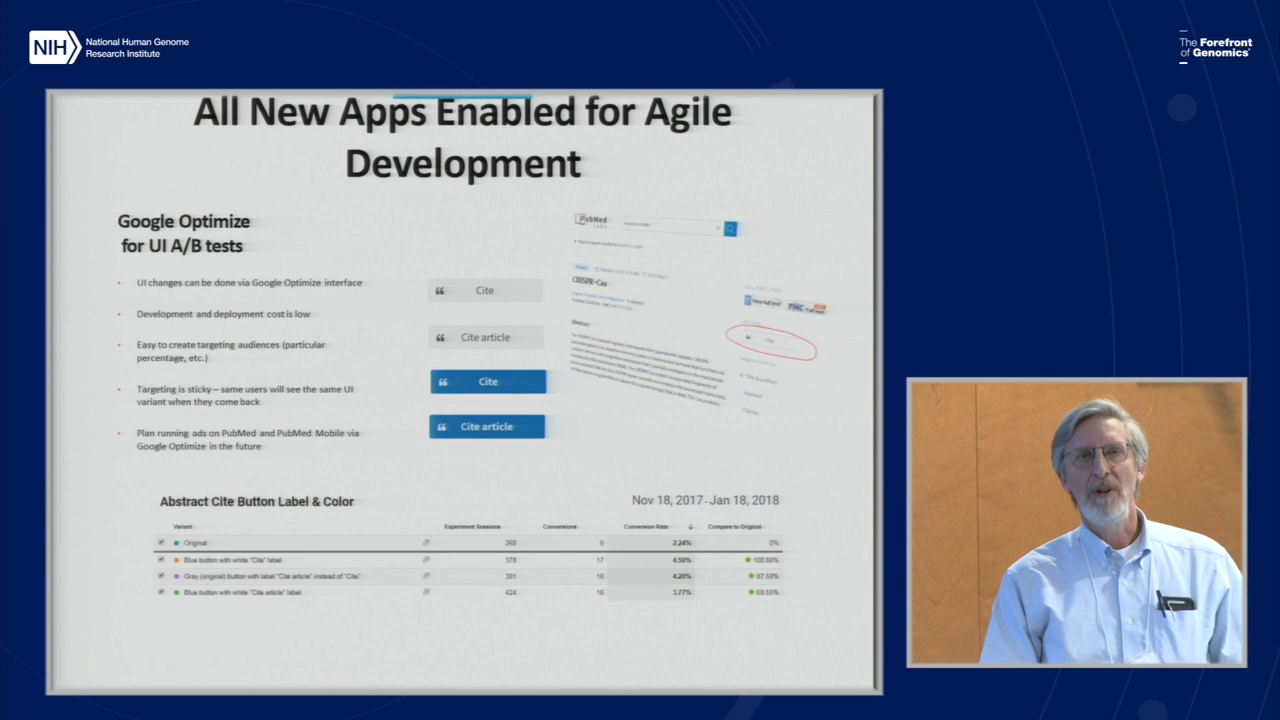 NIH
National Human Genome
Research Institute
The Forefront
of Genomics
All New Apps Enabled for Agile
Development
Google Optimize
for UI A/B tests
UI changes can be done via Google Optimize interface
Development and deployment cost is low
Easy to create targeting audiences (particular
percentage, etc.)
Targeting is sticky – same users will see the same UI
variant when they come back
Plan running ads on PubMed and PubMed Mobile via
Google Optimize in the future
Cite
Cite article
Cite
Cite article
PubMed
CRISPR-Cas
Abstract
PMC
Cite
Abstract Cite Button Label & Color
Nov 18, 2017 - Jan 18, 2018
Variant Experiment Sessions Conversions Conversion Rate Compare to Original
Original 268 6 2.24% 0%
Blue button with white "Cite" label 378 17 4.50%
Gray (original) button with label "Cite article" instead of "Cite" 381 16 4.20%
Blue button with white "Cite article" label 424 16 3.77%